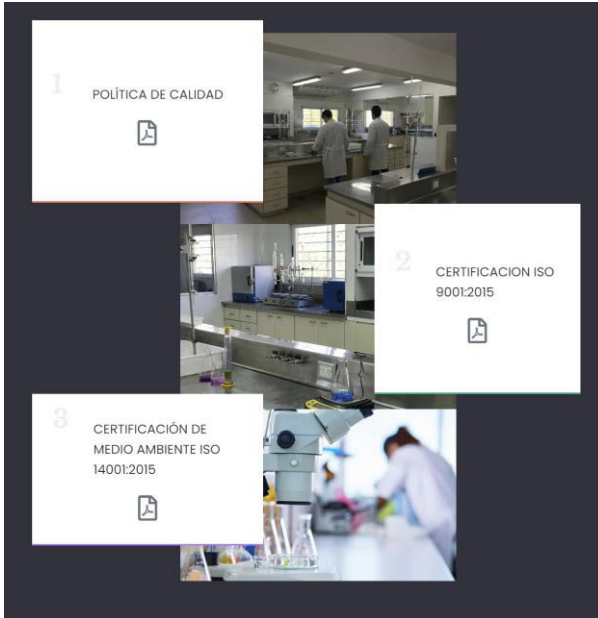 1
POLÍTICA DE CALIDAD
2
CERTIFICACION ISO
9001:2015
3
CERTIFICACIÓN DE
MEDIO AMBIENTE ISO
14001:2015